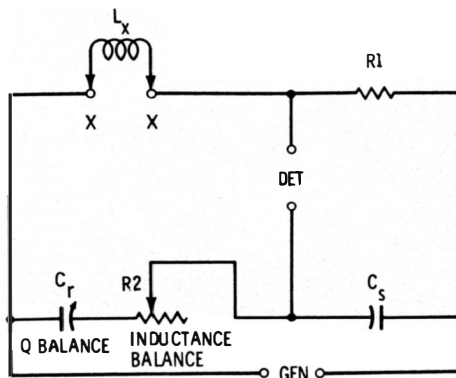 Lx
R1
X X
DET
Cr
R2
Cs
Q BALANCE
INDUCTANCE
BALANCE
GEN